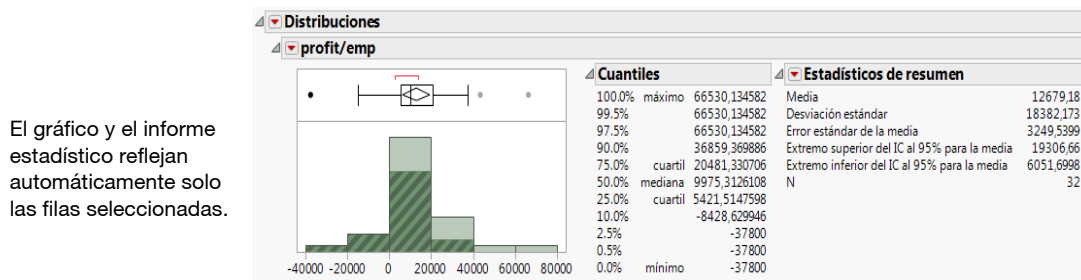 El gráfico y el informe
estadístico reflejan
automáticamente solo
las filas seleccionadas.
Distribuciones
profit/emp
-40000 -20000 0 20000 40000 60000 80000
Cuantiles
100.0% máximo 66530,134582
99.5% 66530,134582
97.5% 66530,134582
90.0% 36859,369886
75.0% cuartil 20481,330706
50.0% mediana 9975,3126108
25.0% cuartil 5421,5147598
10.0% -8428,629946
2.5% -37800
0.5% -37800
0.0% mínimo -37800
Estadísticos de resumen
Media 12679,18
Desviación estándar 18382,173
Error estándar de la media 3249,5399
Extremo superior del IC al 95% para la media 19306,66
Extremo inferior del IC al 95% para la media 6051,6998
N 32